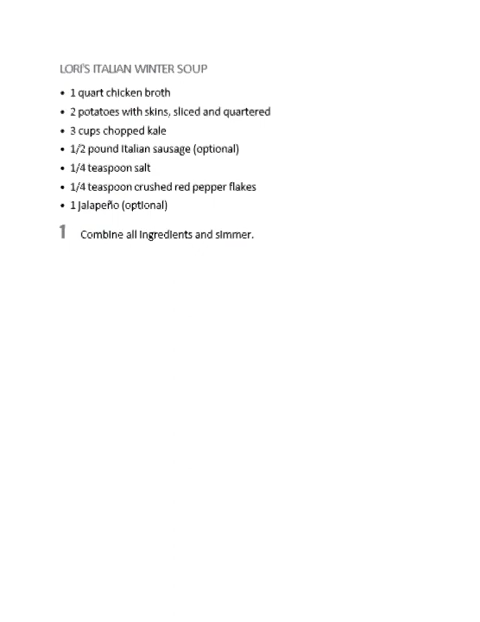 LORI'S ITALIAN WINTER SOUP
• 1 quart chicken broth
• 2 potatoes with skins, sliced and quartered
• 3 cups chopped kale
• 1/2 pound Italian sausage (optional)
• 1/4 teaspoon salt
• 1/4 teaspoon crushed red pepper flakes
• 1 jalapeño (optional)
1 Combine all ingredients and simmer.